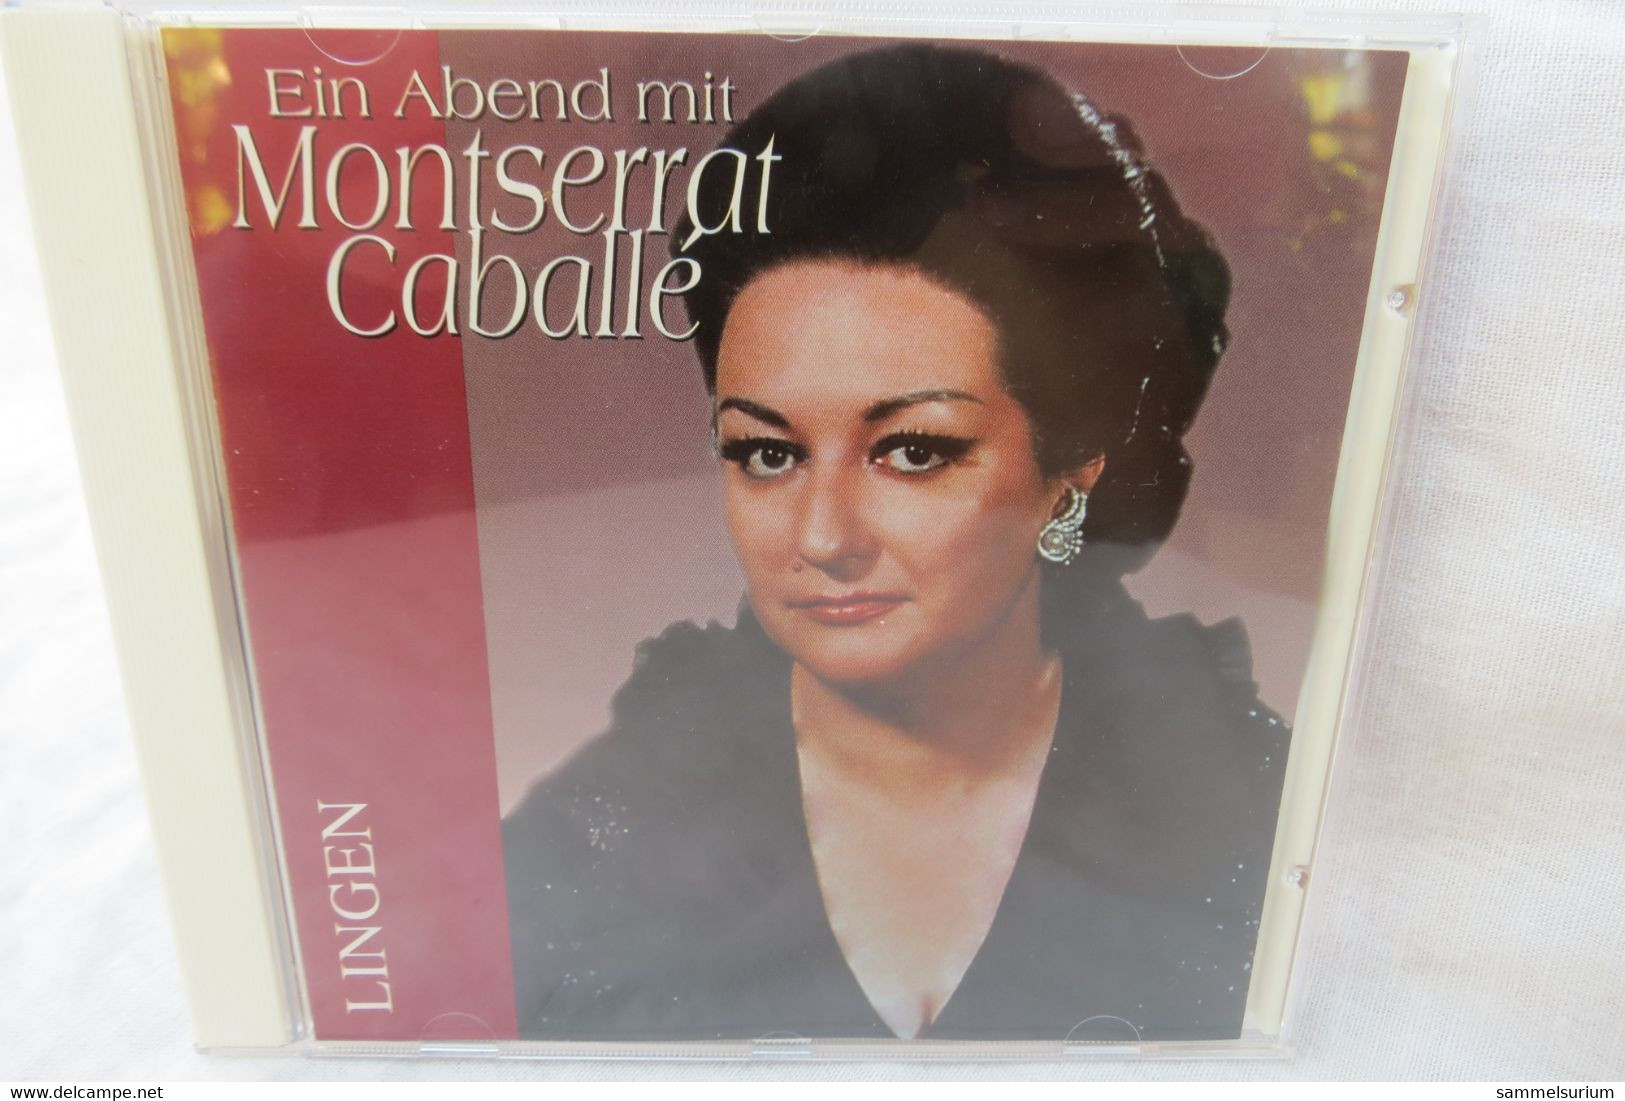 Ein Abend mit
Montserrat
Caballé
LINGEN
www.delcampe.net
sammelsurium